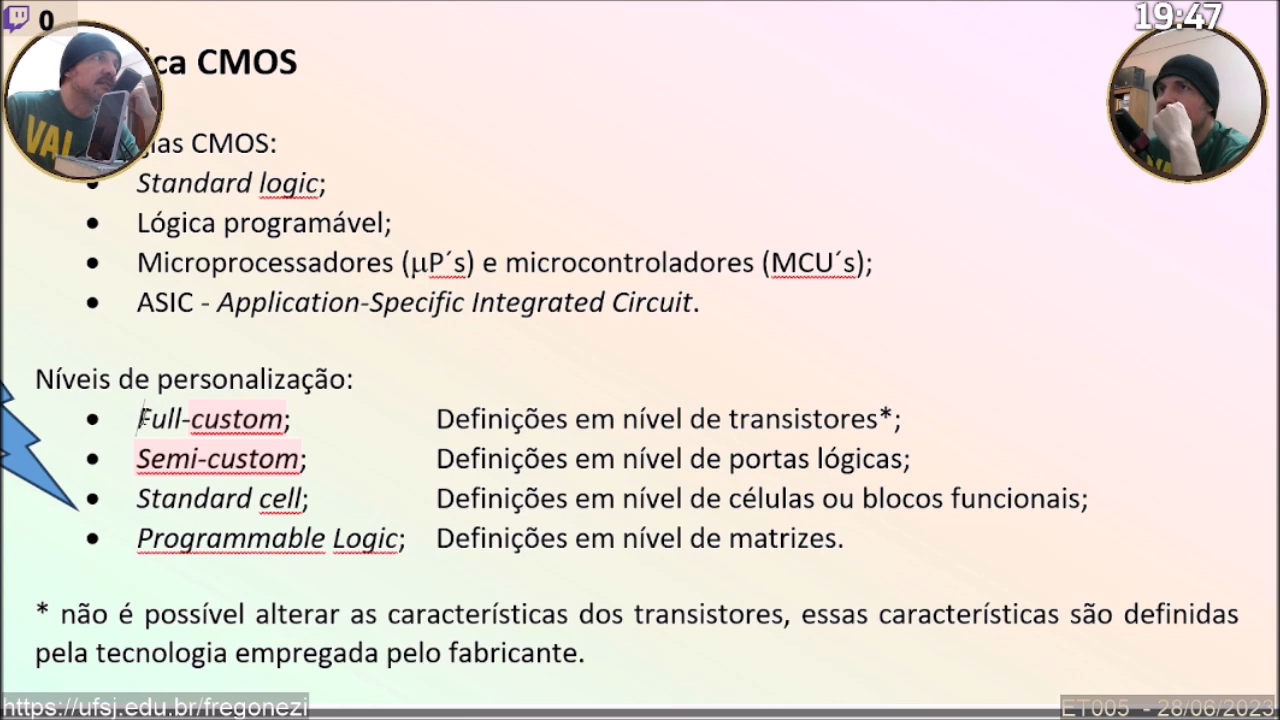 0
19:47
ica CMOS
gias CMOS:
• Standard logic;
• Lógica programável;
• Microprocessadores (μP´s) e microcontroladores (MCU´s);
• ASIC - Application-Specific Integrated Circuit.
Níveis de personalização:
• Full-custom; Definições em nível de transistores*;
• Semi-custom; Definições em nível de portas lógicas;
• Standard cell; Definições em nível de células ou blocos funcionais;
• Programmable Logic; Definições em nível de matrizes.
* não é possível alterar as características dos transistores, essas características são definidas
pela tecnologia empregada pelo fabricante.
https://ufsj.edu.br/fregonezi
ET005 - 28/06/2023